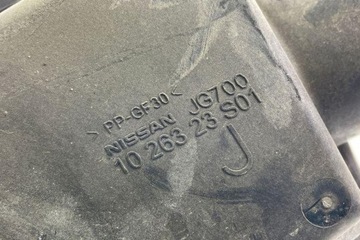 > PP-GF30 <
NISSAN JG700
10 263 23 S01
J